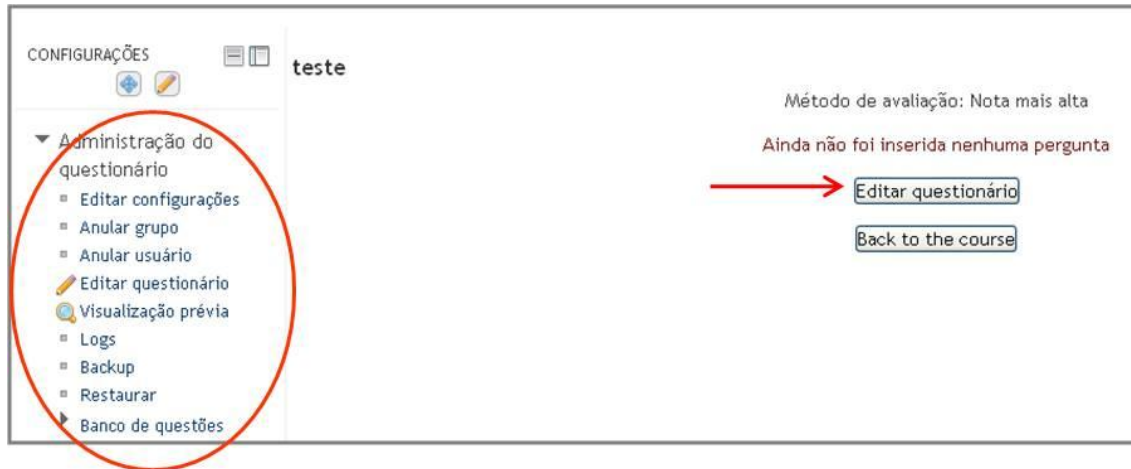 CONFIGURAÇÕES
Administração do
questionário
Editar configurações
Anular grupo
Anular usuário
Editar questionário
Visualização prévia
Logs
Backup
Restaurar
Banco de questões
teste
Método de avaliação: Nota mais alta
Ainda não foi inserida nenhuma pergunta
Editar questionário
Back to the course